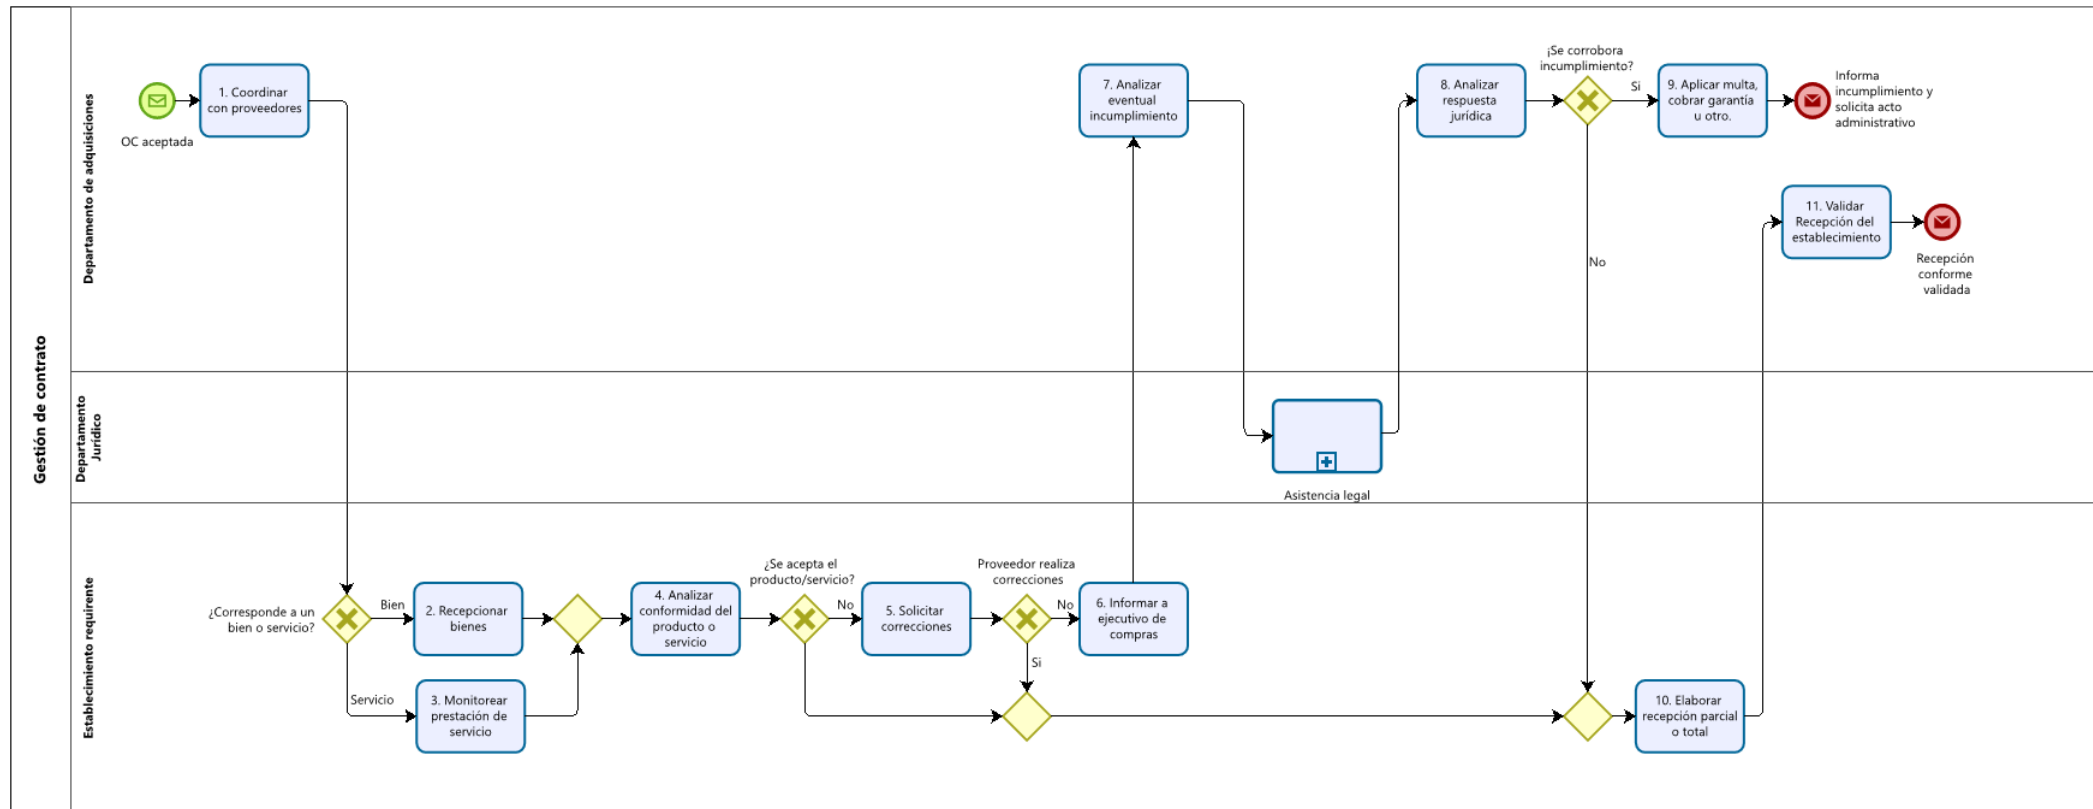 Gestión de contrato
Departamento de adquisiciones
OC aceptada
1. Coordinar
con proveedores
7. Analizar
eventual
incumplimiento
8. Analizar
respuesta
jurídica
¡Se corrobora
incumplimiento?
Si
No
9. Aplicar multa,
cobrar garantía
u otro.
Informa
incumplimiento y
solicita acto
administrativo
11. Validar
Recepción del
establecimiento
Recepción
conforme
validada
Departamento
Jurídico
Asistencia legal
Establecimiento requirente
¿Corresponde a un
bien o servicio?
Bien
Servicio
2. Recepcionar
bienes
3. Monitorear
prestación de
servicio
4. Analizar
conformidad del
producto o
servicio
¿Se acepta el
producto/servicio?
No
5. Solicitar
correcciones
Proveedor realiza
correcciones
No
Si
6. Informar a
ejecutivo de
compras
10. Elaborar
recepción parcial
o total